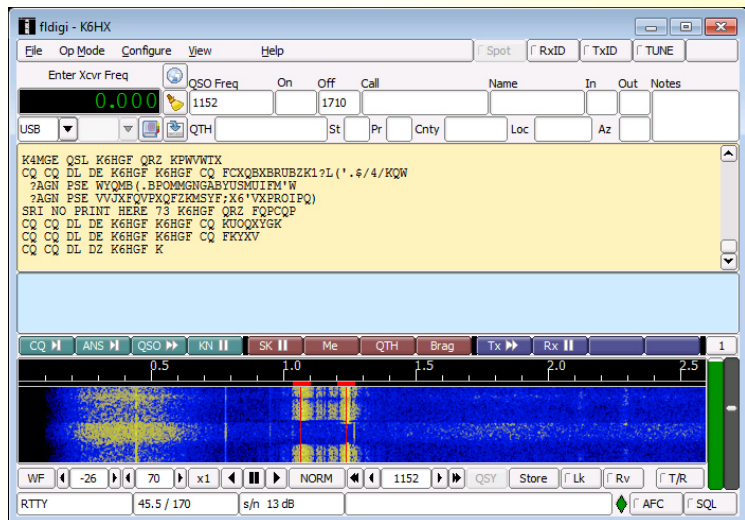 fldigi - K6HX
File Op Mode Configure View Help Spot RxID TxID TUNE
Enter Xcvr Freq QSO Freq On Off Call Name In Out Notes
0.000 1152 1710
USB QTH St Pr Cnty Loc Az
K4MGE QSL K6HGF QRZ KPWVWTX
CQ CQ DL DE K6HGF K6HGF CQ FCXQBXBRUBZK1?L('.$/4/KQW
?AGN PSE WYQMB(.BPOMMGNGABYUSMUIFM'W
?AGN PSE VVJXFQVPXQFZKMSYF;X6'VXPROIPQ)
SRI NO PRINT HERE 73 K6HGF QRZ FQPCQP
CQ CQ DL DE K6HGF K6HGF CQ KUOQXYGK
CQ CQ DL DE K6HGF K6HGF CQ FKYXV
CQ CQ DL DZ K6HGF K
CQ ANS QSO KN SK Me QTH Brag Tx Rx 1
0.5 1.0 1.5 2.0 2.5
WF -26 70 x1 NORM 1152 QSY Store Lk Rv T/R
RTTY 45.5 / 170 s/n 13 dB AFC SQL